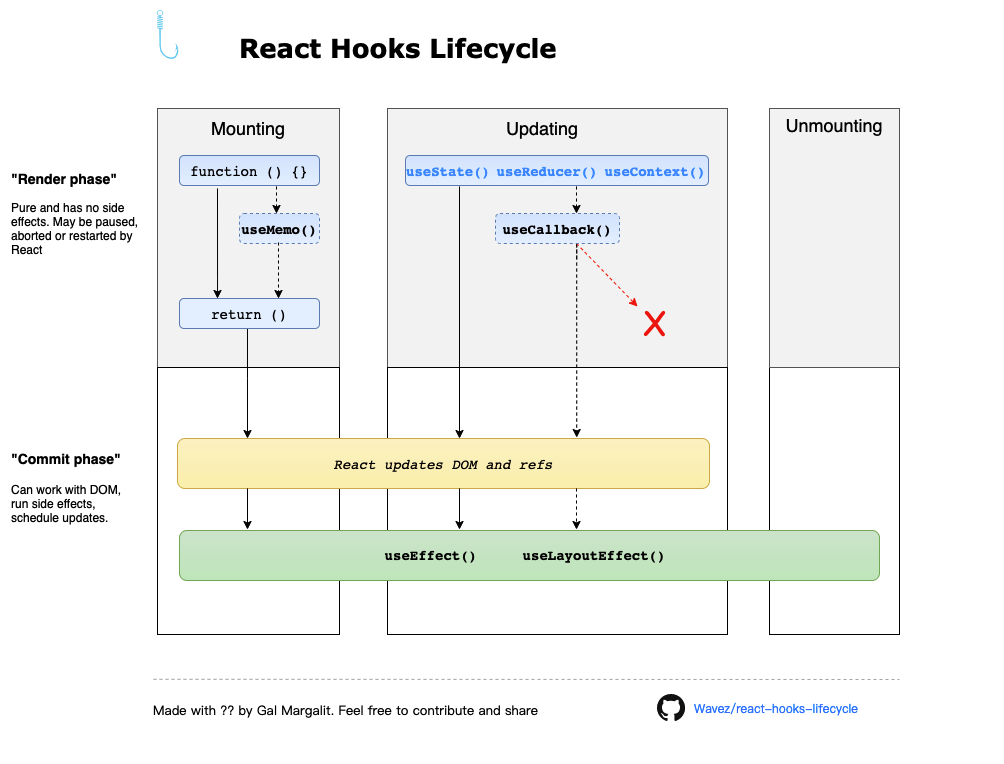 React Hooks Lifecycle
Mounting
Updating
Unmounting
"Render phase"
Pure and has no side
effects. May be paused,
aborted or restarted by
React
function () {}
useMemo()
return ()
useState() useReducer() useContext()
useCallback()
"Commit phase"
Can work with DOM,
run side effects,
schedule updates.
React updates DOM and refs
useEffect() useLayoutEffect()
Made with ?? by Gal Margalit. Feel free to contribute and share
Wavez/react-hooks-lifecycle